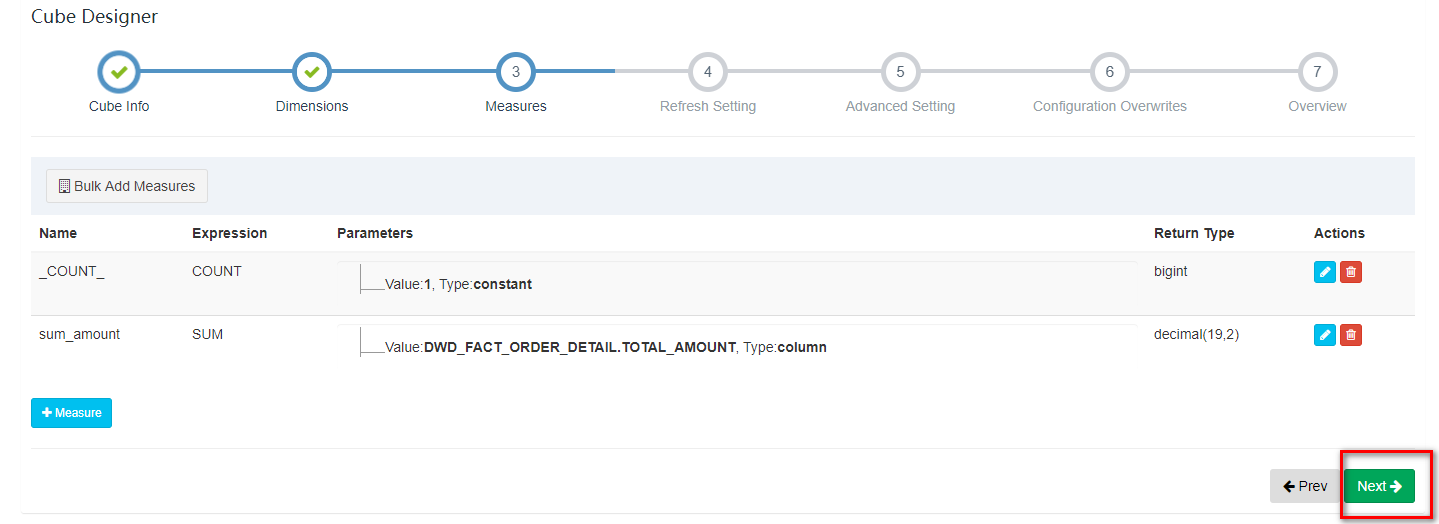 Cube Designer
3 4 5 6 7
Cube Info Dimensions Measures Refresh Setting Advanced Setting Configuration Overwrites Overview
Bulk Add Measures
Name Expression Parameters Return Type Actions
_COUNT_ COUNT Value:1, Type:constant bigint
sum_amount SUM Value:DWD_FACT_ORDER_DETAIL.TOTAL_AMOUNT, Type:column decimal(19,2)
Measure
Prev Next